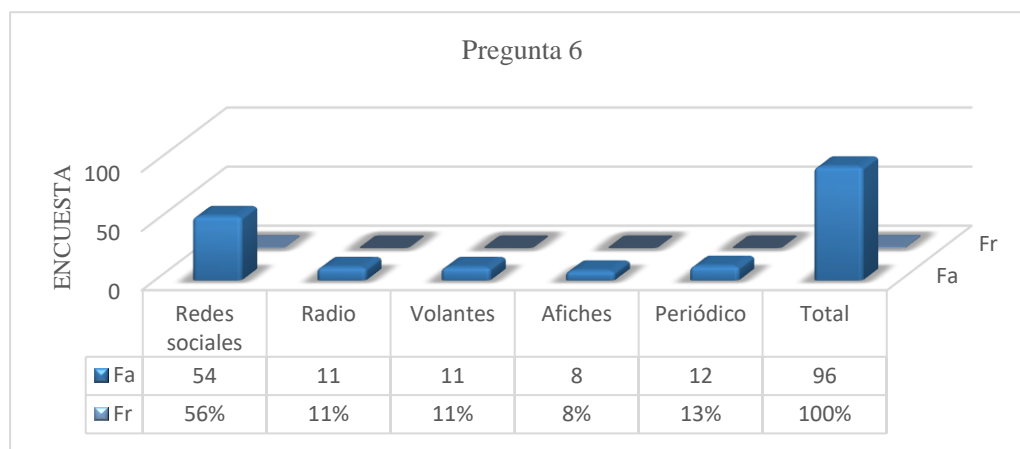 Pregunta 6
ENCUESTA
100
50
0
Fr
Fa
Redes sociales Radio Volantes Afiches Periódico Total
Fa 54 11 11 8 12 96
Fr 56% 11% 11% 8% 13% 100%